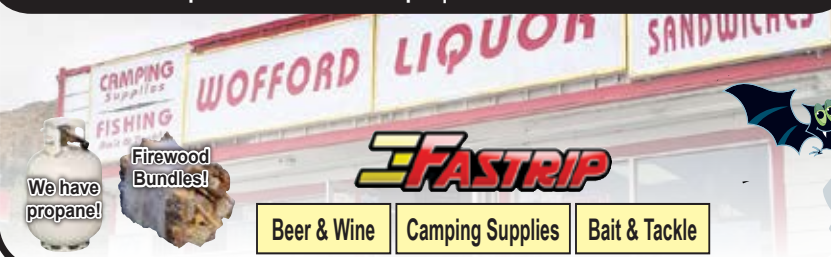 CAMPING
Supplies
FISHING
WOFFORD
LIQUOR
SANDWICHES
We have
propane!
Firewood
Bundles!
FASTRIP
Beer & Wine
Camping Supplies
Bait & Tackle